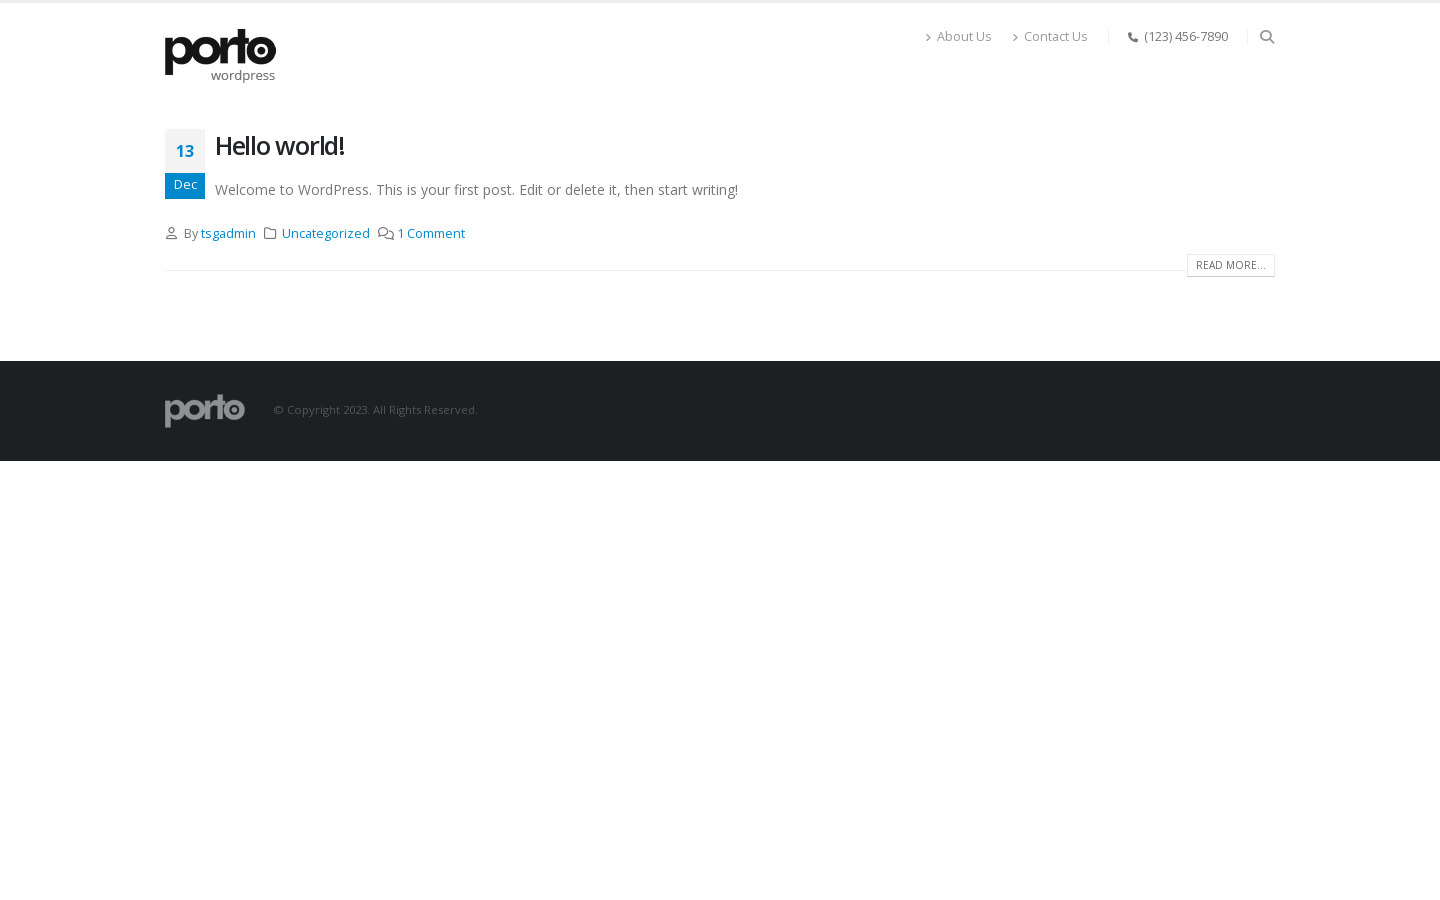 porto
wordpress
About Us
Contact Us
(123) 456-7890
13
Dec
Hello world!
Welcome to WordPress. This is your first post. Edit or delete it, then start writing!
By tsgadmin
Uncategorized
1 Comment
READ MORE...
porto
© Copyright 2023. All Rights Reserved.